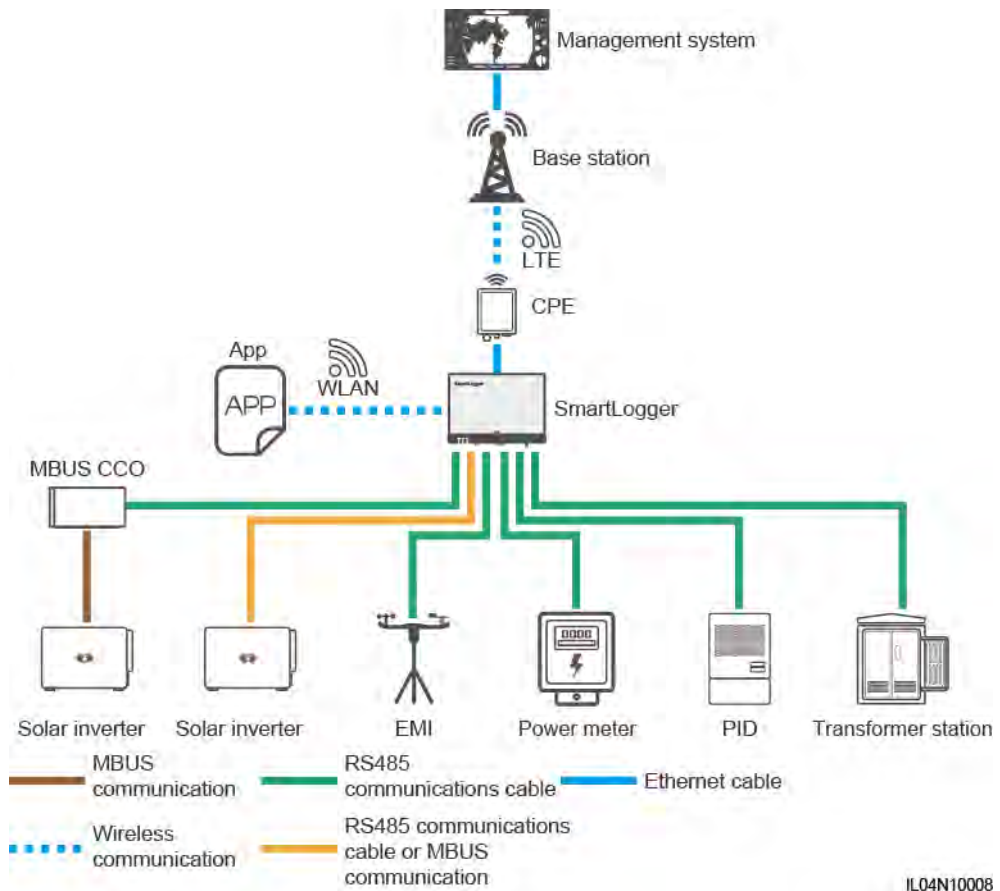 Management system
Base station
LTE
CPE
App
WLAN
APP
SmartLogger
SmartLogger
MBUS CCO
0000
Solar inverter
Solar inverter
EMI
Power meter
PID
Transformer station
MBUS
communication
RS485
communications cable
Ethernet cable
Wireless
communication
RS485 communications
cable or MBUS
communication
IL04N10008